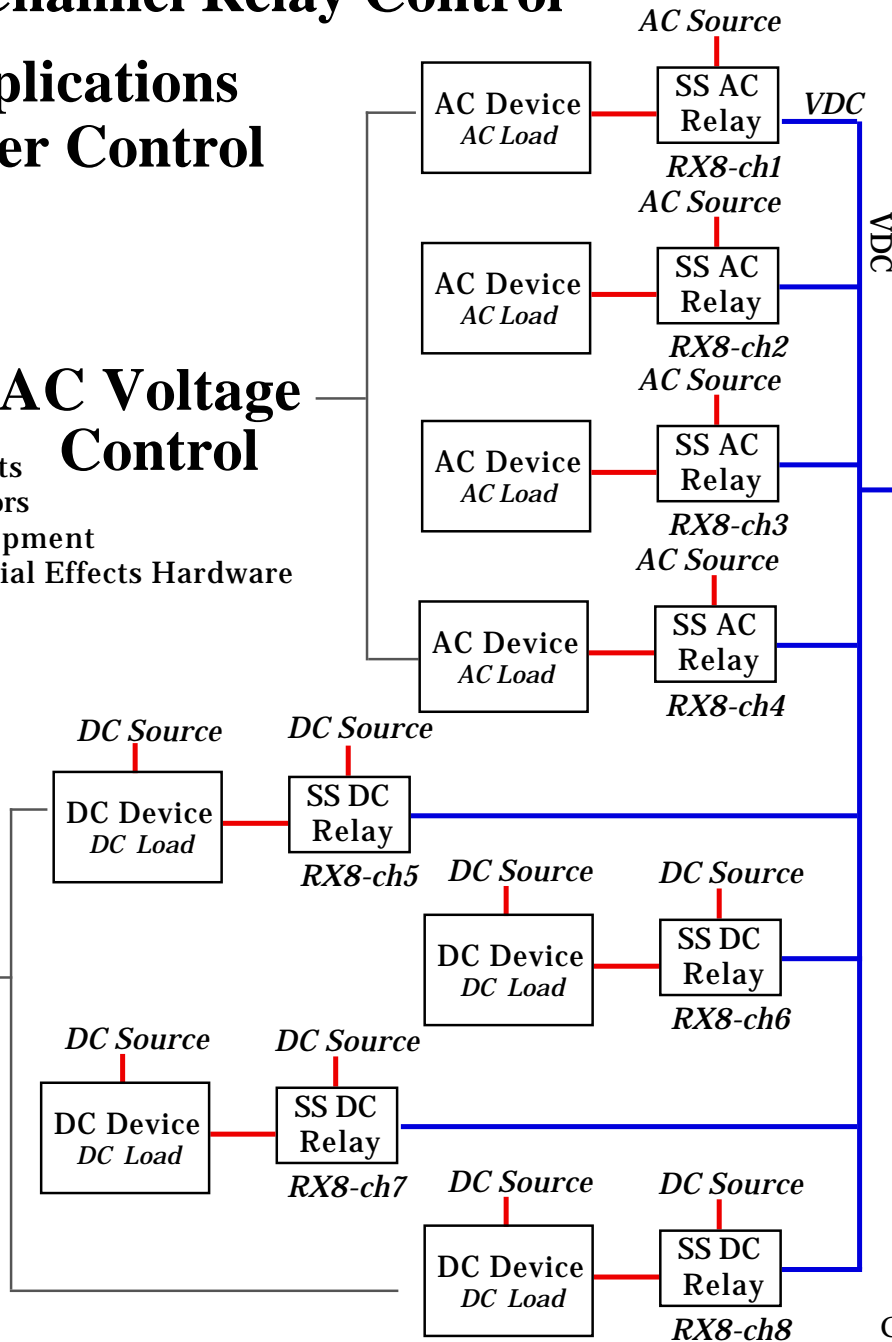 Relay Control
AC Source
Control
AC Device
AC Load
SS AC
Relay
VDC
RX8-ch1
VDC
AC Source
AC Device
AC Load
SS AC
Relay
RX8-ch2
AC Source
AC Voltage
Control
AC Device
AC Load
SS AC
Relay
RX8-ch3
Effects Hardware
AC Source
AC Device
AC Load
SS AC
Relay
RX8-ch4
DC Source
DC Source
DC Device
DC Load
SS DC
Relay
RX8-ch5
DC Source
DC Source
DC Device
DC Load
SS DC
Relay
RX8-ch6
DC Source
DC Source
DC Device
DC Load
SS DC
Relay
RX8-ch7
DC Source
DC Source
DC Device
DC Load
SS DC
Relay
RX8-ch8